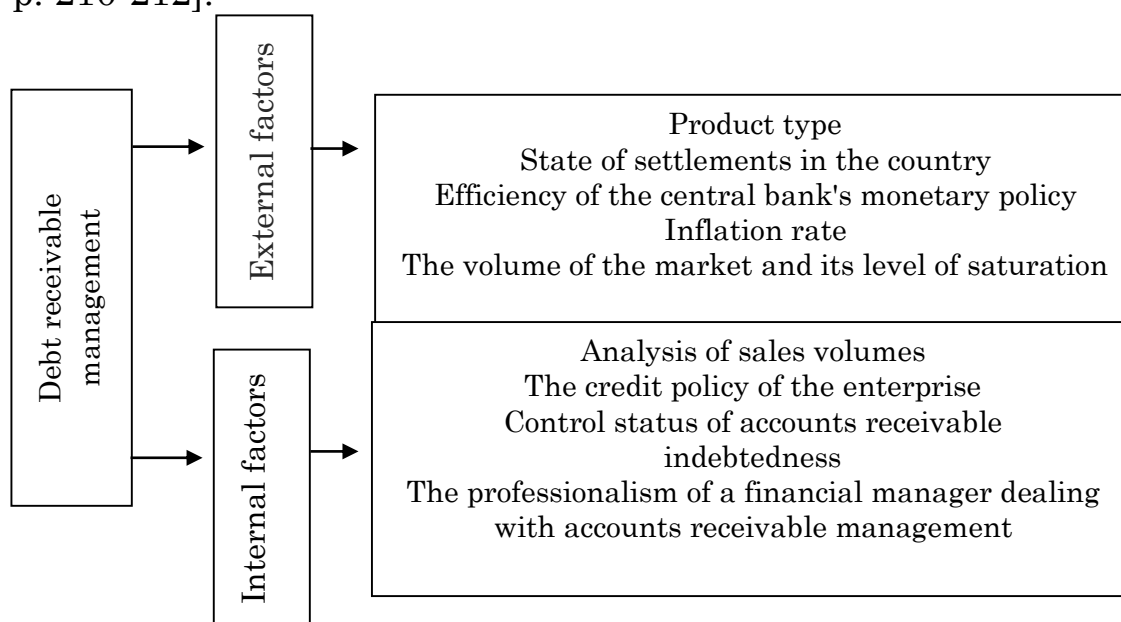 p. 210-212].
Debt receivable
management
External factors
Product type
State of settlements in the country
Efficiency of the central bank's monetary policy
Inflation rate
The volume of the market and its level of saturation
Internal factors
Analysis of sales volumes
The credit policy of the enterprise
Control status of accounts receivable
indebtedness
The professionalism of a financial manager dealing
with accounts receivable management